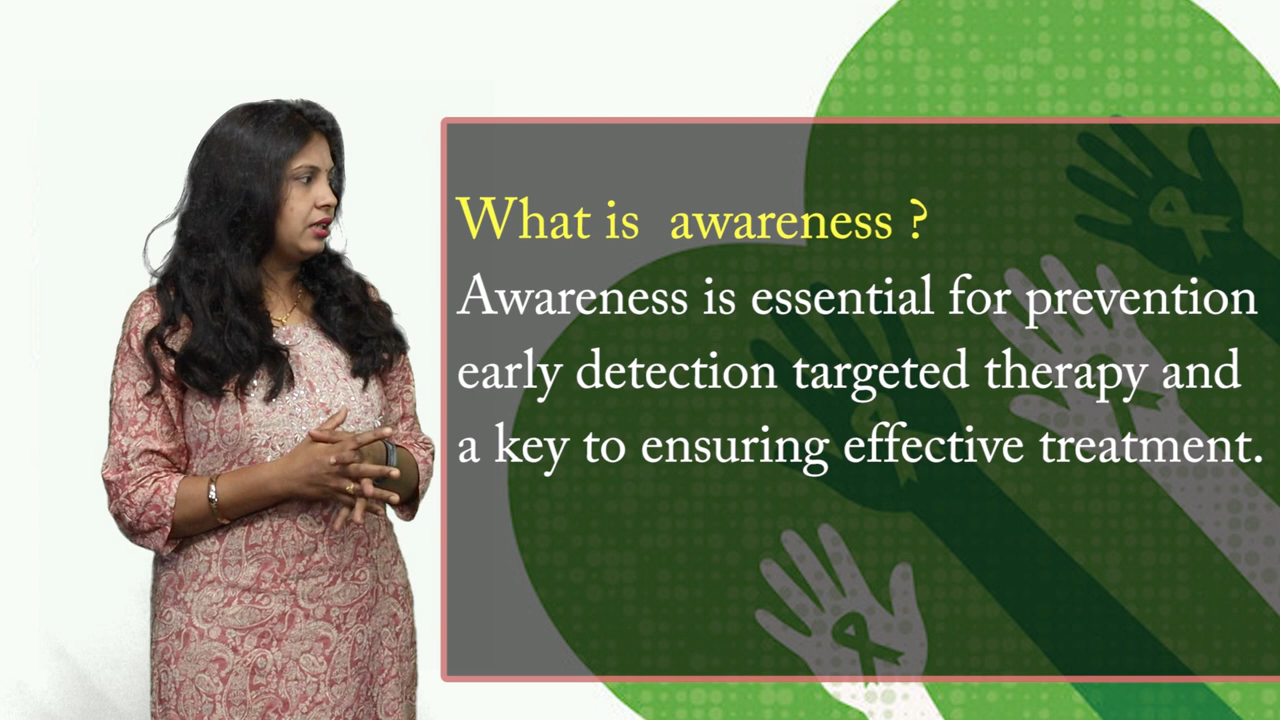 What is  awareness ?
Awareness is essential for prevention
early detection targeted therapy and
a key to ensuring effective treatment.